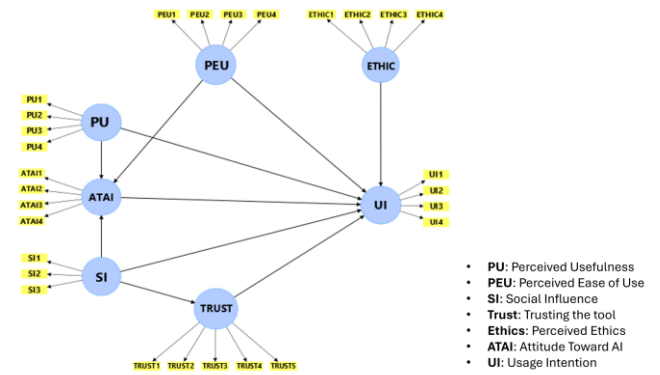 PEU1 PEU2 PEU3 PEU4
ETHIC1 ETHIC2 ETHIC3 ETHIC4
PEU
ETHIC
PU1
PU2
PU3
PU4
PU
ATAI1
ATAI2
ATAI3
ATAI4
ATAI
UI
UI1
UI2
UI3
UI4
SI1
SI2
SI3
SI
TRUST
TRUST1 TRUST2 TRUST3 TRUST4 TRUST5
• PU: Perceived Usefulness
• PEU: Perceived Ease of Use
• SI: Social Influence
• Trust: Trusting the tool
• Ethics: Perceived Ethics
• ATAI: Attitude Toward AI
• UI: Usage Intention